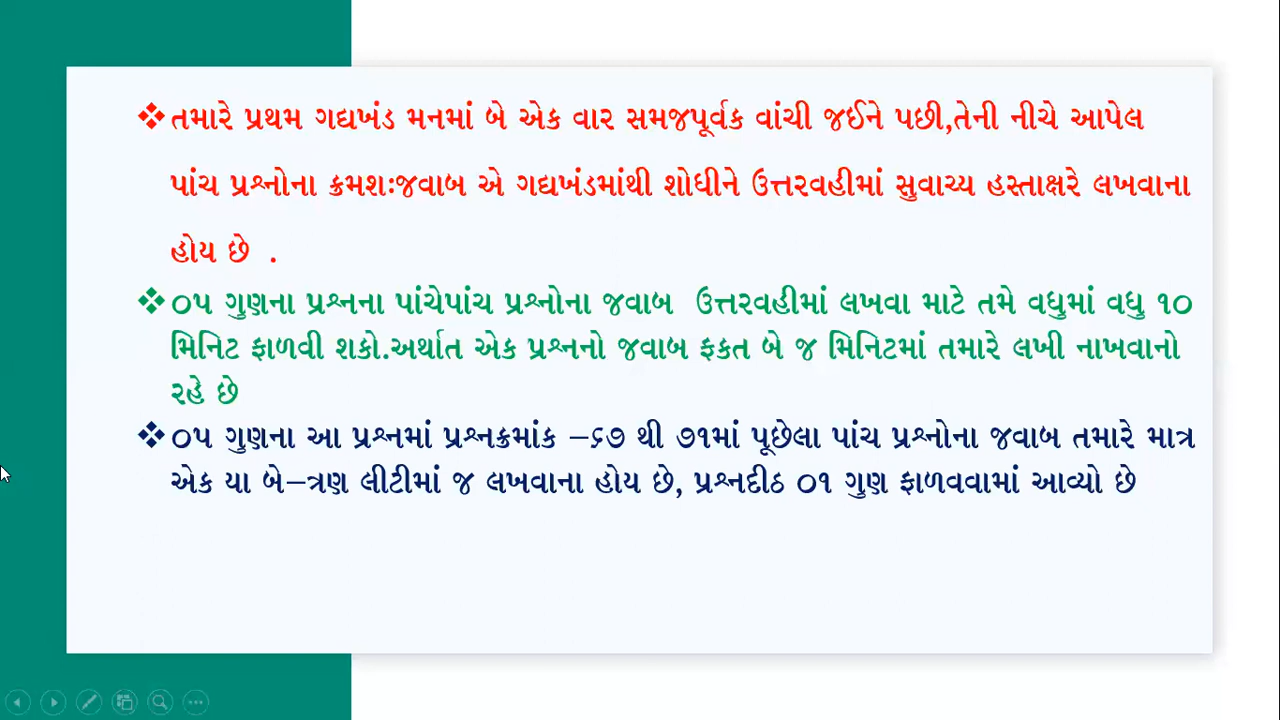 ❖ તમારે પ્રથમ ગદ્યખંડ મનમાં બે એક વાર સમજપૂર્વક વાંચી જઈને પછી,તેની નીચે આપેલ
પાંચ પ્રશ્નોના ક્રમશઃજવાબ એ ગદ્યખંડમાંથી શોધીને ઉત્તરવહીમાં સુવાચ્ય હસ્તાક્ષરે લખવાના
હોય છે .
❖ ૦૫ ગુણના પ્રશ્નના પાંચેપાંચ પ્રશ્નોના જવાબ ઉત્તરવહીમાં લખવા માટે તમે વધુમાં વધુ ૧૦
મિનિટ ફાળવી શકો.અર્થાત એક પ્રશ્નનો જવાબ ફકત બે જ મિનિટમાં તમારે લખી નાખવાનો
રહે છે
❖ ૦૫ ગુણના આ પ્રશ્નમાં પ્રશ્નક્રમાંક –૬૭ થી ૭૧માં પૂછેલા પાંચ પ્રશ્નોના જવાબ તમારે માત્ર
એક યા બે–ત્રણ લીટીમાં જ લખવાના હોય છે, પ્રશ્નદીઠ ૦૧ ગુણ ફાળવવામાં આવ્યો છે